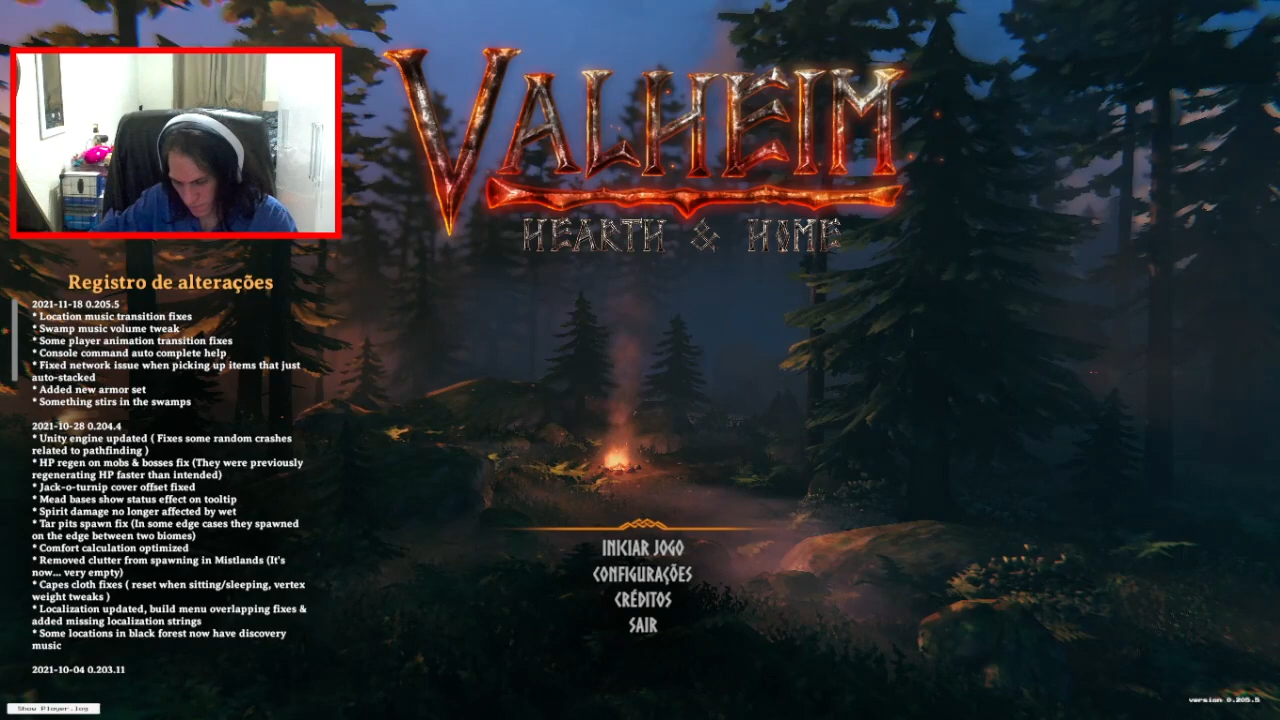 VALHEIM
HEARTH & HOME
Registro de alterações
2021-11-18 0.205.5
* Location music transition fixes
* Swamp music volume tweak
* Some player animation transition fixes
* Console command auto complete help
* Fixed network issue when picking up items that just
auto-stacked
* Added new armor set
* Something stirs in the swamps
2021-10-28 0.204.4
* Unity engine updated ( Fixes some random crashes
related to pathfinding )
* HP regen on mobs & bosses fix (They were previously
regenerating HP faster than intended)
* Jack-o-turnip cover offset fixed
* Mead bases show status effect on tooltip
* Spirit damage no longer affected by wet
* Tar pits spawn fix (In some edge cases they spawned
on the edge between two biomes)
* Comfort calculation optimized
* Removed clutter from spawning in Mistlands (It's
now... very empty)
* Capes cloth fixes ( reset when sitting/sleeping, vertex
weight tweaks )
* Localization updated, build menu overlapping fixes &
added missing localization strings
* Some locations in black forest now have discovery
music
2021-10-04 0.203.11
INICIAR JOGO
CONFIGURAÇÕES
CRÉDITOS
SAIR
Show Player.log
version 0.205.5